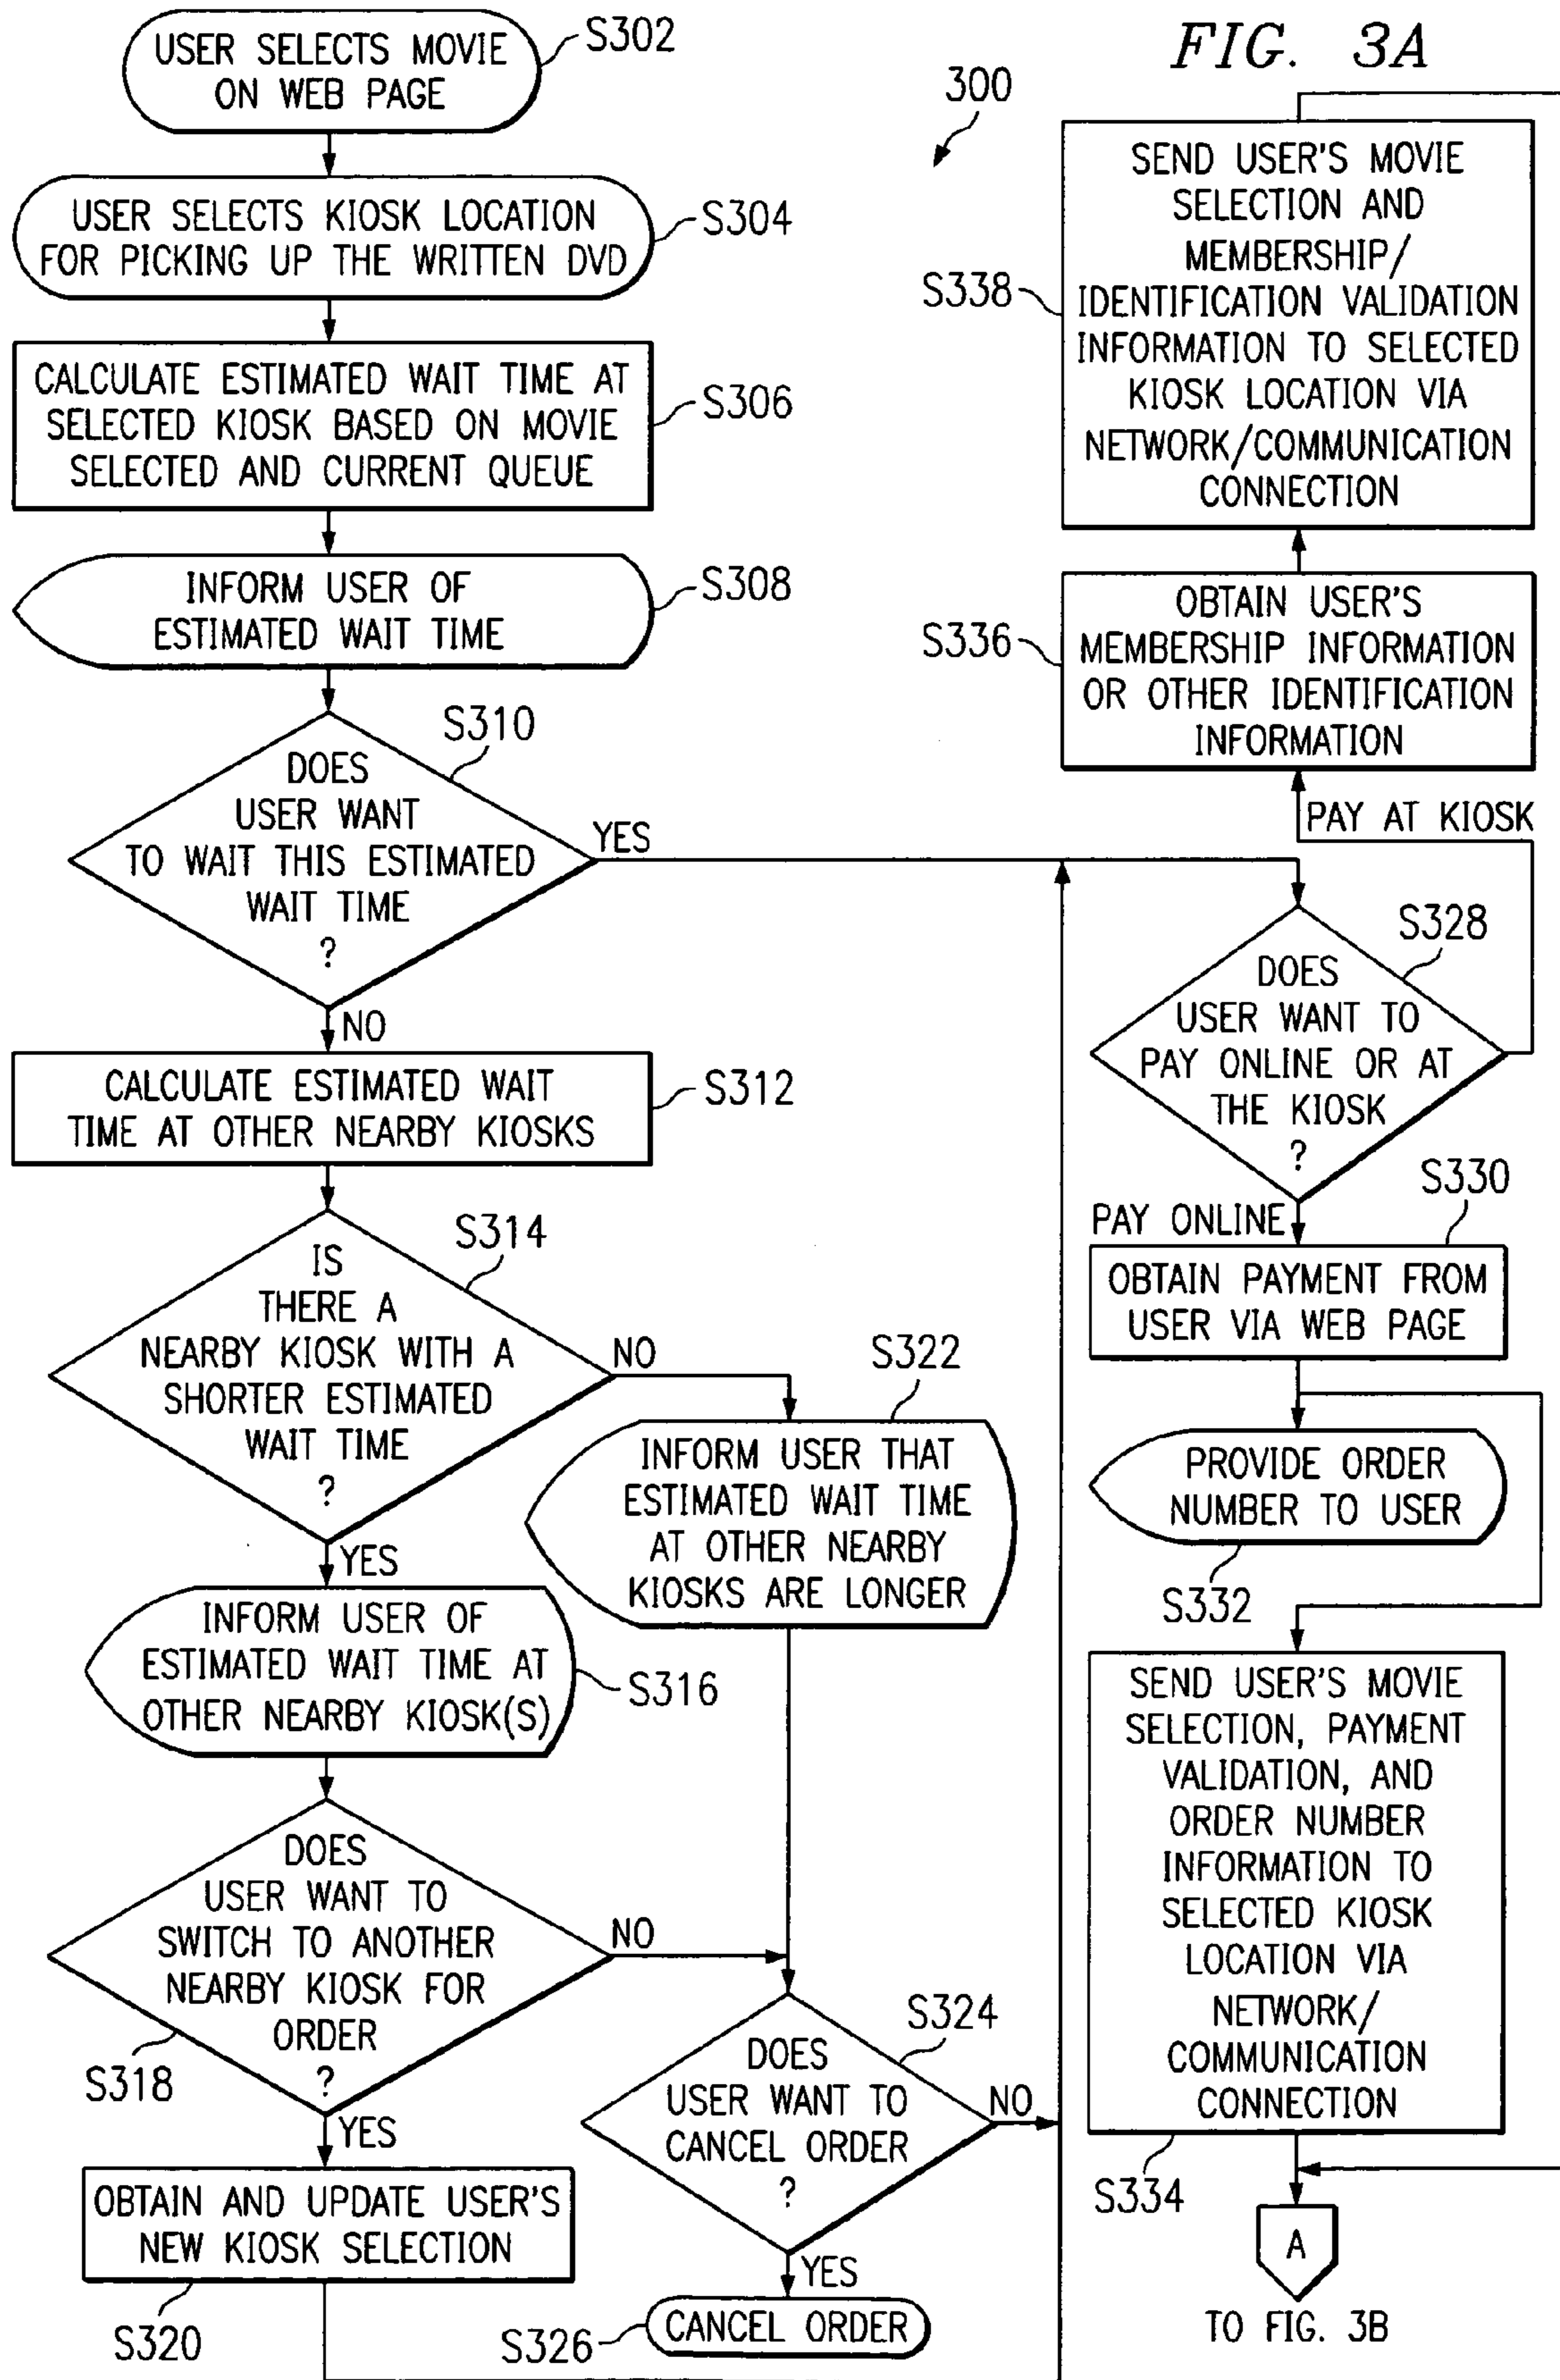 FIG. 3A
300
USER SELECTS MOVIE
ON WEB PAGE
S302
USER SELECTS KIOSK LOCATION
FOR PICKING UP THE WRITTEN DVD
S304
CALCULATE ESTIMATED WAIT TIME AT
SELECTED KIOSK BASED ON MOVIE
SELECTED AND CURRENT QUEUE
S306
INFORM USER OF
ESTIMATED WAIT TIME
S308
S310
DOES
USER WANT
TO WAIT THIS ESTIMATED
WAIT TIME
?
YES
NO
CALCULATE ESTIMATED WAIT
TIME AT OTHER NEARBY KIOSKS
S312
S314
IS
THERE A
NEARBY KIOSK WITH A
SHORTER ESTIMATED
WAIT TIME
?
NO
YES
S322
INFORM USER THAT
ESTIMATED WAIT TIME
AT OTHER NEARBY
KIOSKS ARE LONGER
INFORM USER OF
ESTIMATED WAIT TIME AT
OTHER NEARBY KIOSK(S)
S316
DOES
USER WANT TO
SWITCH TO ANOTHER
NEARBY KIOSK FOR
ORDER
?
S318
NO
YES
OBTAIN AND UPDATE USER'S
NEW KIOSK SELECTION
S320
S324
DOES
USER WANT TO
CANCEL ORDER
?
NO
YES
CANCEL ORDER
S326
SEND USER'S MOVIE
SELECTION AND
MEMBERSHIP/
IDENTIFICATION VALIDATION
INFORMATION TO SELECTED
KIOSK LOCATION VIA
NETWORK/COMMUNICATION
CONNECTION
S338
OBTAIN USER'S
MEMBERSHIP INFORMATION
OR OTHER IDENTIFICATION
INFORMATION
S336
PAY AT KIOSK
S328
DOES
USER WANT TO
PAY ONLINE OR AT
THE KIOSK
?
PAY ONLINE
S330
OBTAIN PAYMENT FROM
USER VIA WEB PAGE
PROVIDE ORDER
NUMBER TO USER
S332
SEND USER'S MOVIE
SELECTION, PAYMENT
VALIDATION, AND
ORDER NUMBER
INFORMATION TO
SELECTED KIOSK
LOCATION VIA
NETWORK/
COMMUNICATION
CONNECTION
S334
A
TO FIG. 3B